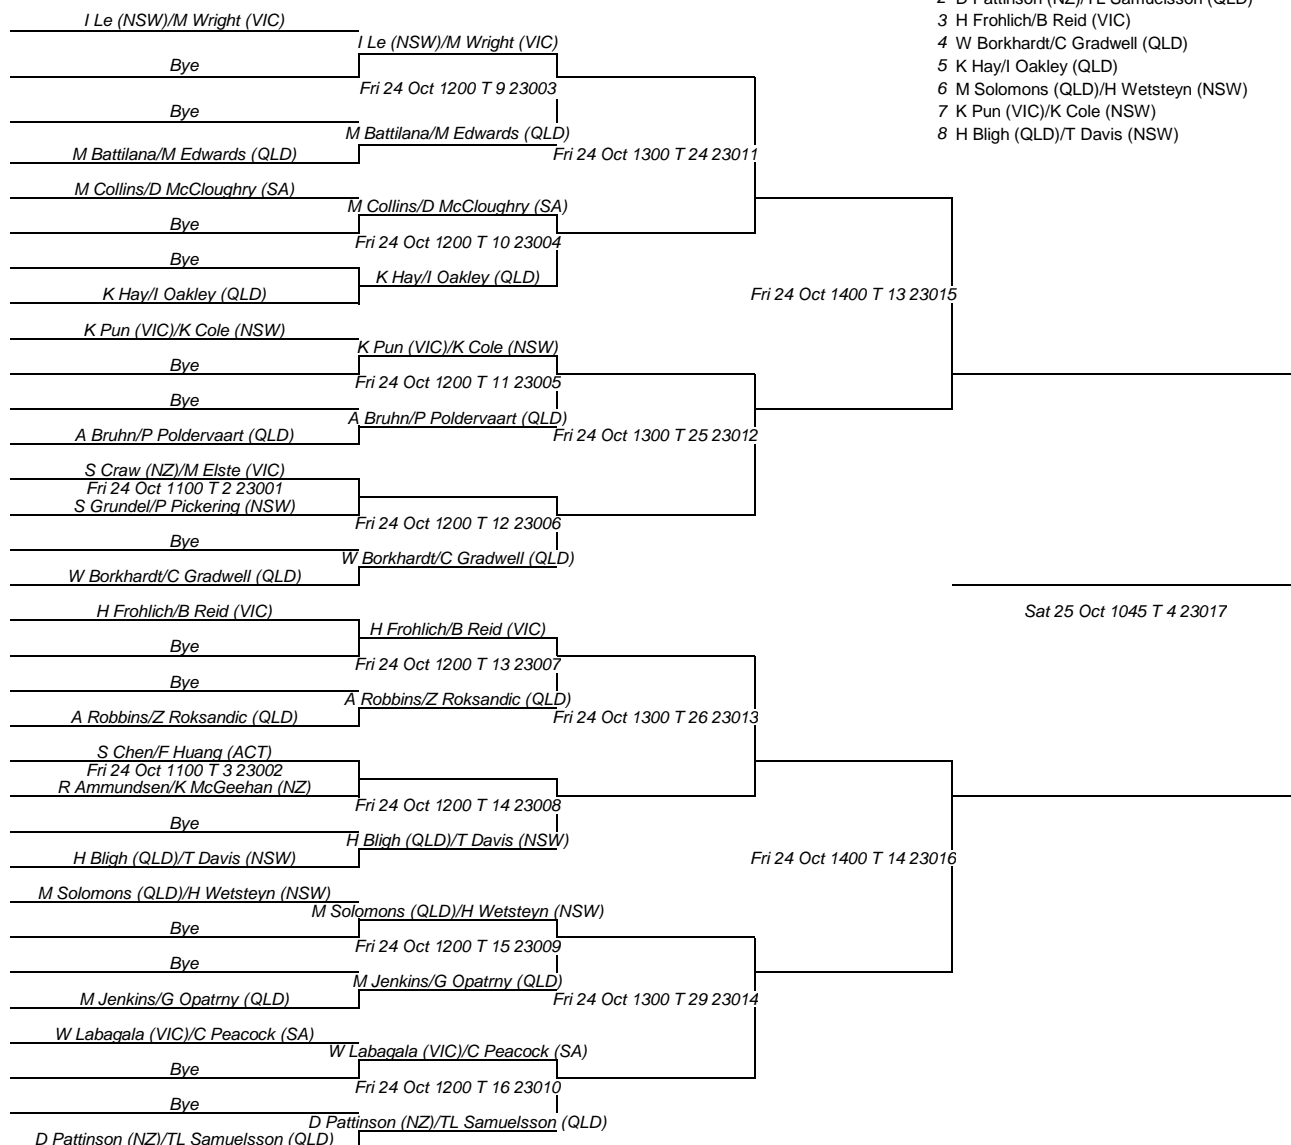 2 D Pattinson (NZ)/TL Samuelsson (QLD)
3 H Frohlich/B Reid (VIC)
4 W Borkhardt/C Gradwell (QLD)
5 K Hay/I Oakley (QLD)
6 M Solomons (QLD)/H Wetsteyn (NSW)
7 K Pun (VIC)/K Cole (NSW)
8 H Bligh (QLD)/T Davis (NSW)
I Le (NSW)/M Wright (VIC)
I Le (NSW)/M Wright (VIC)
Bye
Fri 24 Oct 1200 T 9 23003
Bye
M Battilana/M Edwards (QLD)
M Battilana/M Edwards (QLD)
Fri 24 Oct 1300 T 24 23011
M Collins/D McCloughry (SA)
M Collins/D McCloughry (SA)
Bye
Fri 24 Oct 1200 T 10 23004
Bye
K Hay/I Oakley (QLD)
K Hay/I Oakley (QLD)
Fri 24 Oct 1400 T 13 23015
K Pun (VIC)/K Cole (NSW)
K Pun (VIC)/K Cole (NSW)
Bye
Fri 24 Oct 1200 T 11 23005
Bye
A Bruhn/P Poldervaart (QLD)
A Bruhn/P Poldervaart (QLD)
Fri 24 Oct 1300 T 25 23012
S Craw (NZ)/M Elste (VIC)
Fri 24 Oct 1100 T 2 23001
S Grundel/P Pickering (NSW)
Fri 24 Oct 1200 T 12 23006
Bye
W Borkhardt/C Gradwell (QLD)
W Borkhardt/C Gradwell (QLD)
H Frohlich/B Reid (VIC)
Sat 25 Oct 1045 T 4 23017
H Frohlich/B Reid (VIC)
Bye
Fri 24 Oct 1200 T 13 23007
Bye
A Robbins/Z Roksandic (QLD)
A Robbins/Z Roksandic (QLD)
Fri 24 Oct 1300 T 26 23013
S Chen/F Huang (ACT)
Fri 24 Oct 1100 T 3 23002
R Ammundsen/K McGeehan (NZ)
Fri 24 Oct 1200 T 14 23008
Bye
H Bligh (QLD)/T Davis (NSW)
H Bligh (QLD)/T Davis (NSW)
Fri 24 Oct 1400 T 14 23016
M Solomons (QLD)/H Wetsteyn (NSW)
M Solomons (QLD)/H Wetsteyn (NSW)
Bye
Fri 24 Oct 1200 T 15 23009
Bye
M Jenkins/G Opatrny (QLD)
M Jenkins/G Opatrny (QLD)
Fri 24 Oct 1300 T 29 23014
W Labagala (VIC)/C Peacock (SA)
W Labagala (VIC)/C Peacock (SA)
Bye
Fri 24 Oct 1200 T 16 23010
Bye
D Pattinson (NZ)/TL Samuelsson (QLD)
D Pattinson (NZ)/TL Samuelsson (QLD)